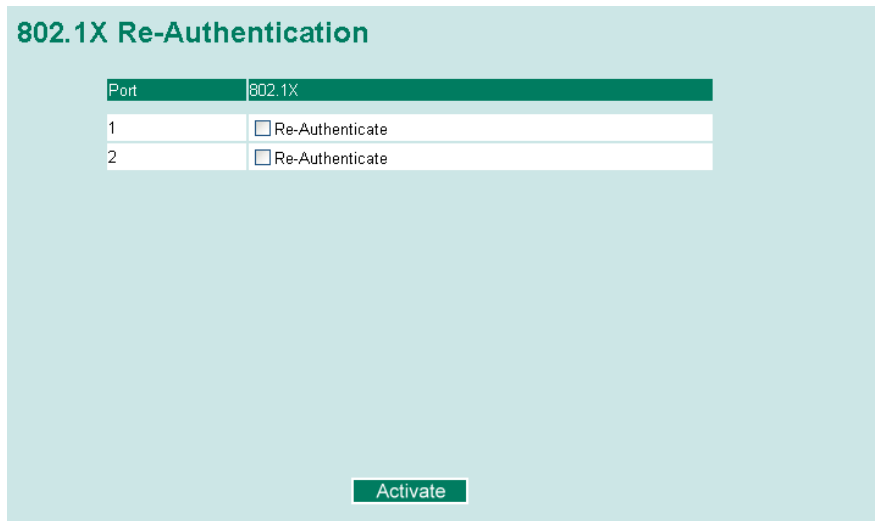 802.1X Re-Authentication
Port 802.1X
1 Re-Authenticate
2 Re-Authenticate
Activate